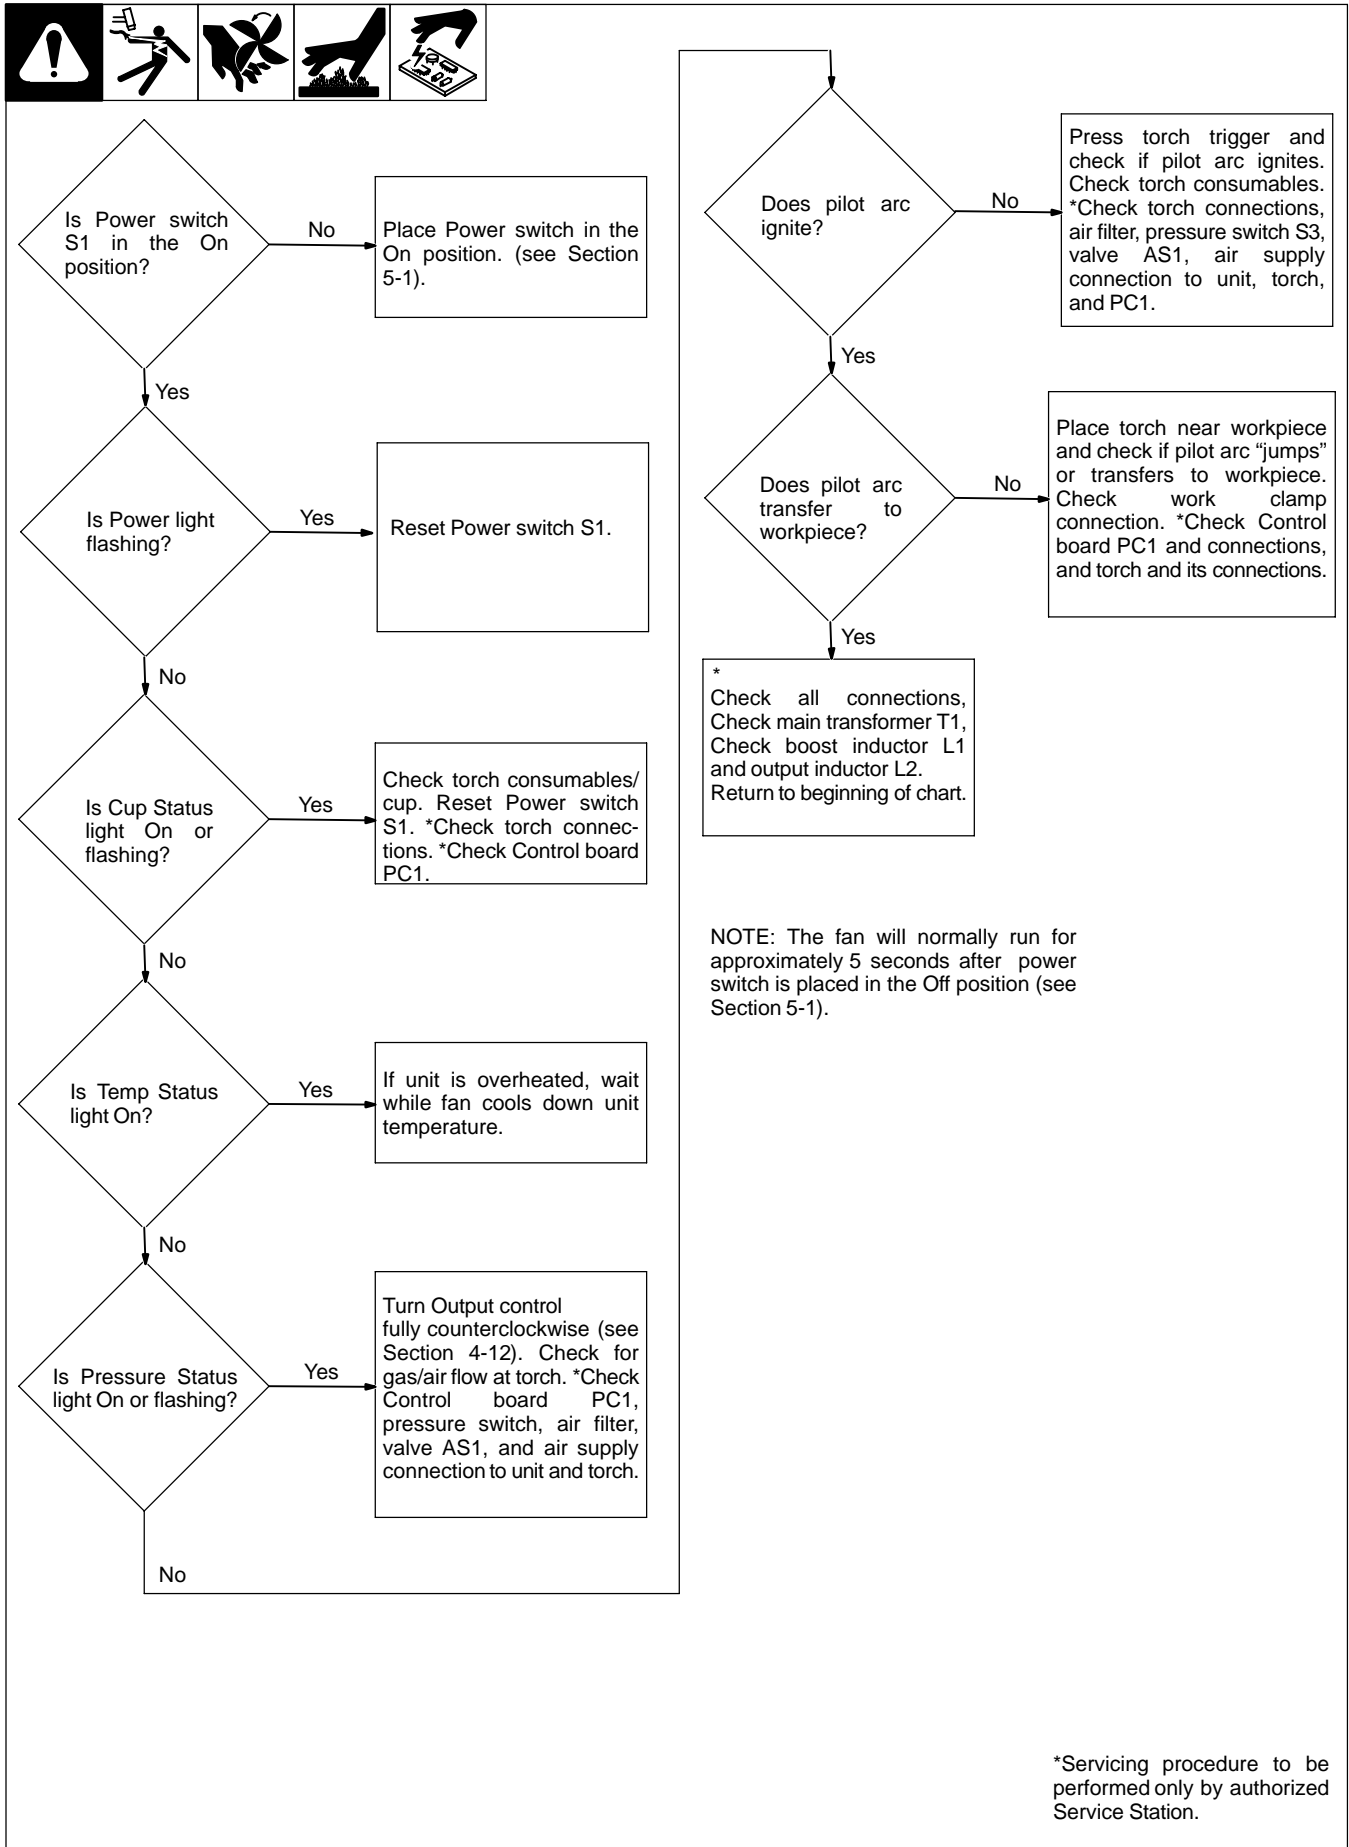 Is Power switch
S1 in the On
position?
No
Place Power switch in the
On position. (see Section
5-1).
Yes
Is Power light
flashing?
Yes
Reset Power switch S1.
No
Is Cup Status
light On or
flashing?
Yes
Check torch consumables/
cup. Reset Power switch
S1. *Check torch connec-
tions. *Check Control board
PC1.
No
Is Temp Status
light On?
Yes
If unit is overheated, wait
while fan cools down unit
temperature.
No
Is Pressure Status
light On or flashing?
Yes
Turn Output control
fully counterclockwise (see
Section 4-12). Check for
gas/air flow at torch. *Check
Control board PC1,
pressure switch, air filter,
valve AS1, and air supply
connection to unit and torch.
No
Does pilot arc
ignite?
No
Press torch trigger and
check if pilot arc ignites.
Check torch consumables.
*Check torch connections,
air filter, pressure switch S3,
valve AS1, air supply
connection to unit, torch,
and PC1.
Yes
Does pilot arc
transfer to
workpiece?
No
Place torch near workpiece
and check if pilot arc “jumps”
or transfers to workpiece.
Check work clamp
connection. *Check Control
board PC1 and connections,
and torch and its connections.
Yes
*
Check all connections,
Check main transformer T1,
Check boost inductor L1
and output inductor L2.
Return to beginning of chart.
NOTE: The fan will normally run for
approximately 5 seconds after power
switch is placed in the Off position (see
Section 5-1).
*Servicing procedure to be
performed only by authorized
Service Station.